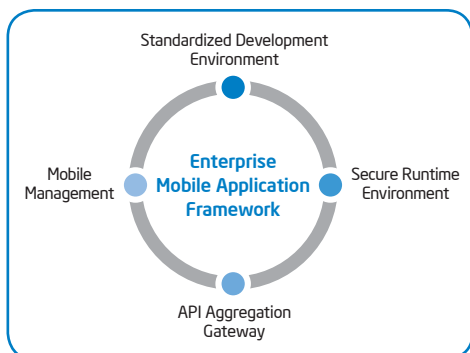 Standardized Development
Environment
Mobile
Management
Enterprise
Mobile Application
Framework
Secure Runtime
Environment
API Aggregation
Gateway